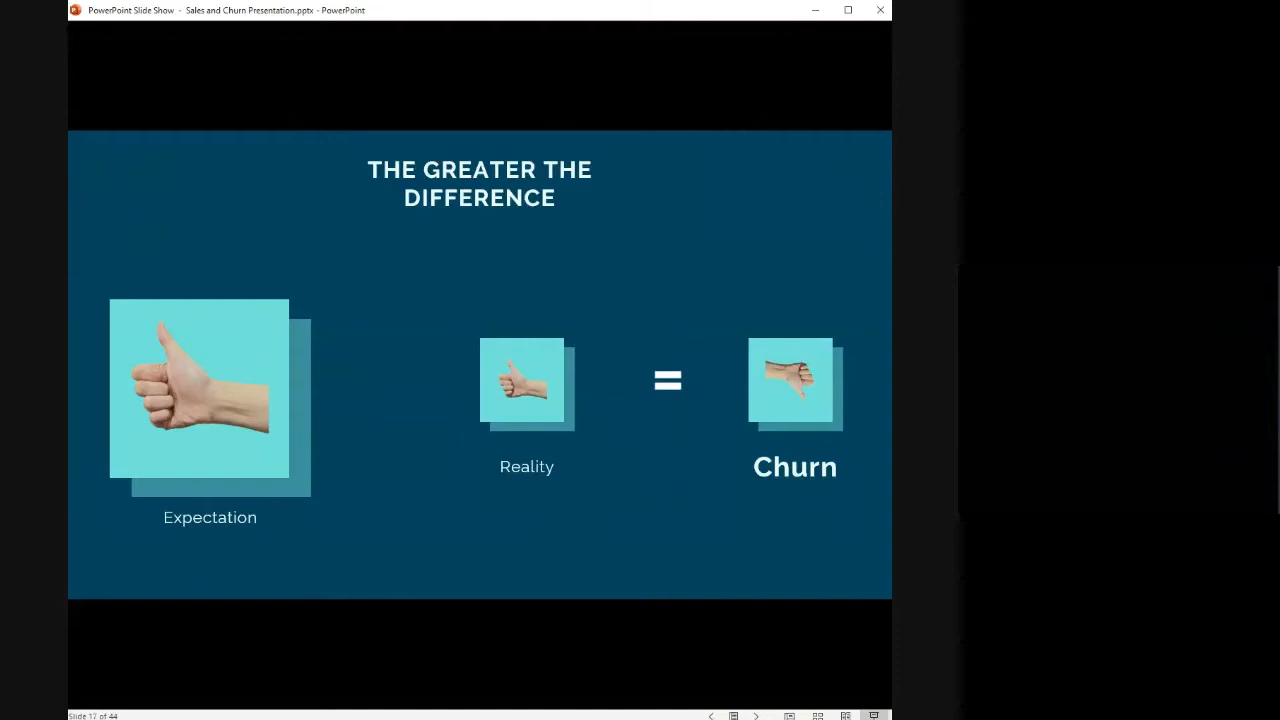 PowerPoint Slide Show - Sales and Churn Presentation.pptx - PowerPoint
THE GREATER THE
DIFFERENCE
=
Reality
Churn
Expectation
Slide 17 of 44